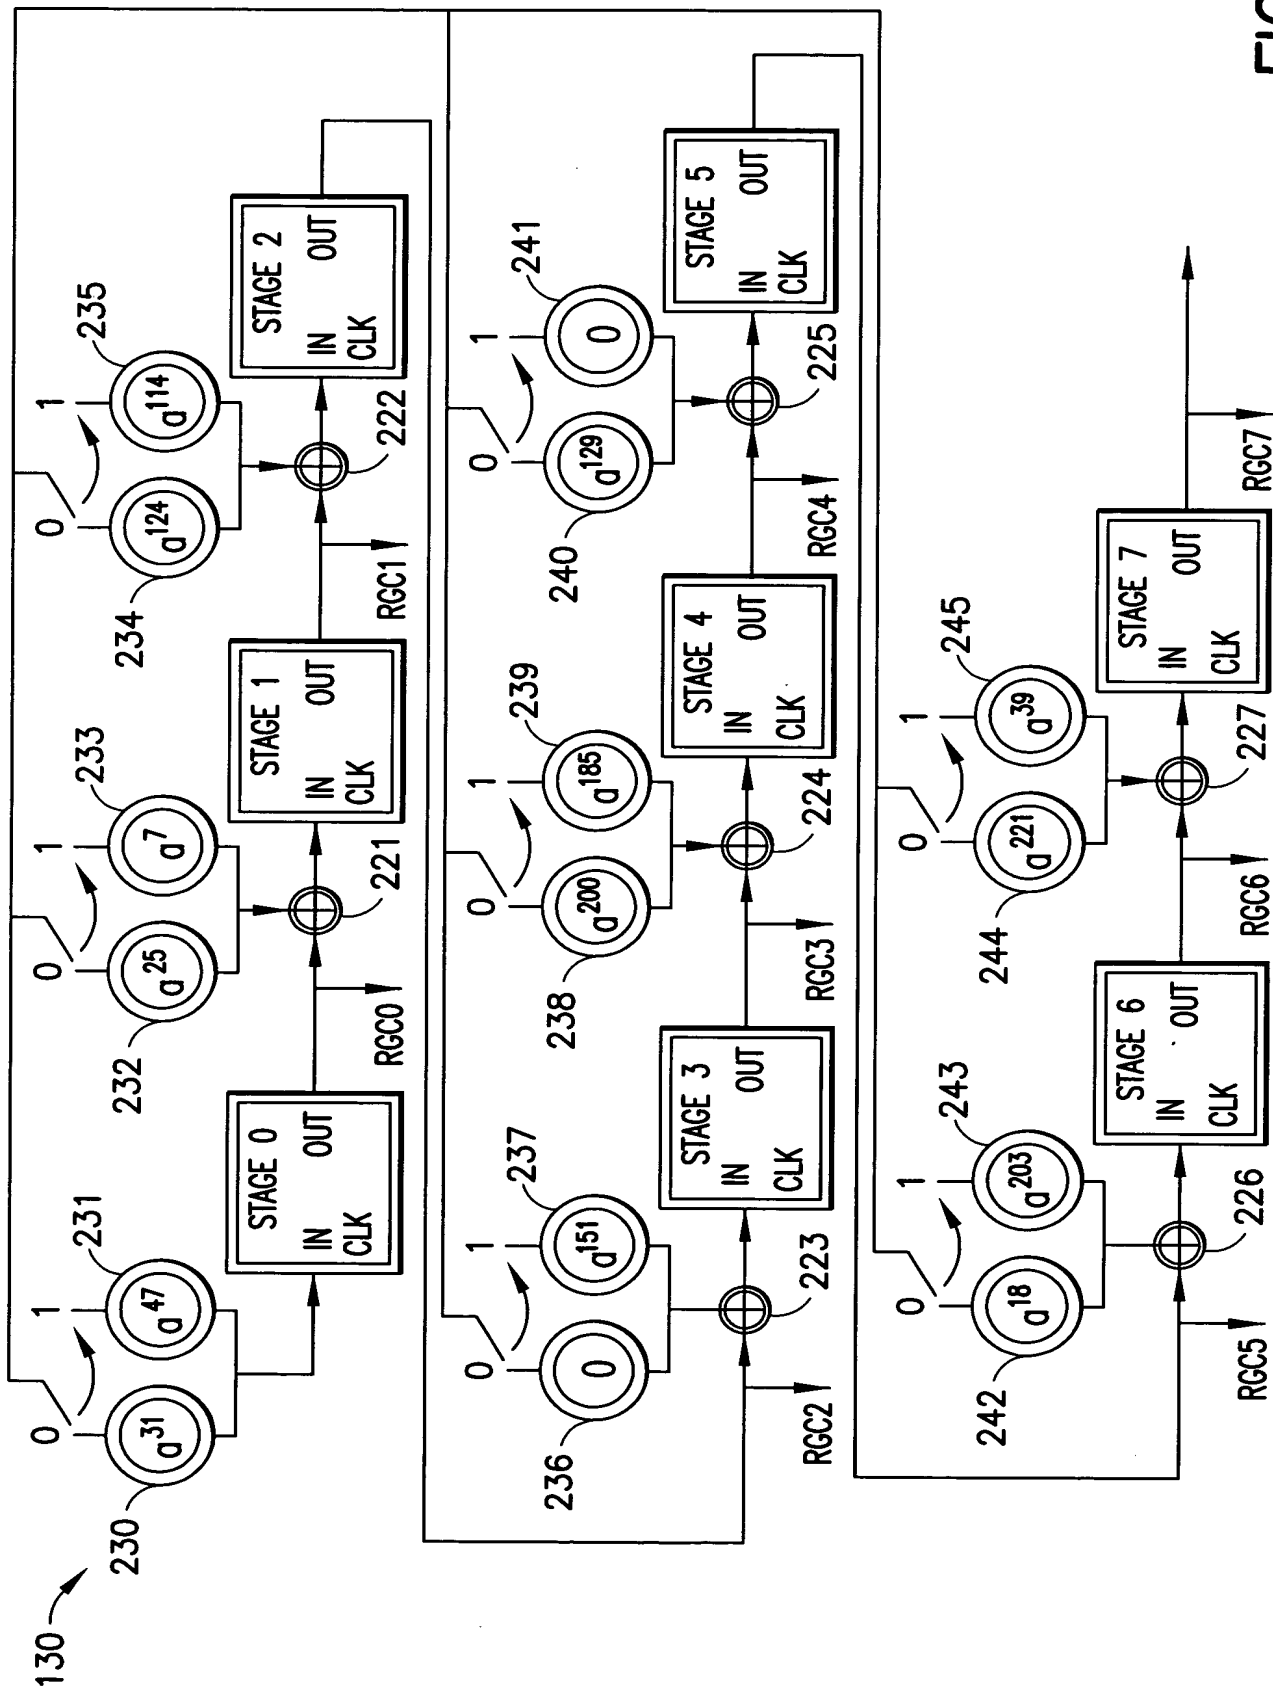 130
230
0
1
231
a31
a47
STAGE 0
IN
OUT
CLK
RGC0
232
0
1
233
a25
a7
221
STAGE 1
IN
OUT
CLK
RGC1
234
0
1
235
a124
a114
222
STAGE 2
IN
OUT
CLK
RGC2
236
0
1
237
0
a151
223
STAGE 3
IN
OUT
CLK
RGC3
238
0
1
239
a200
a185
224
STAGE 4
IN
OUT
CLK
RGC4
240
0
1
241
a129
0
225
STAGE 5
IN
OUT
CLK
RGC5
242
0
1
243
a18
a203
226
STAGE 6
IN
OUT
CLK
RGC6
244
0
1
245
a221
a39
227
STAGE 7
IN
OUT
CLK
RGC7